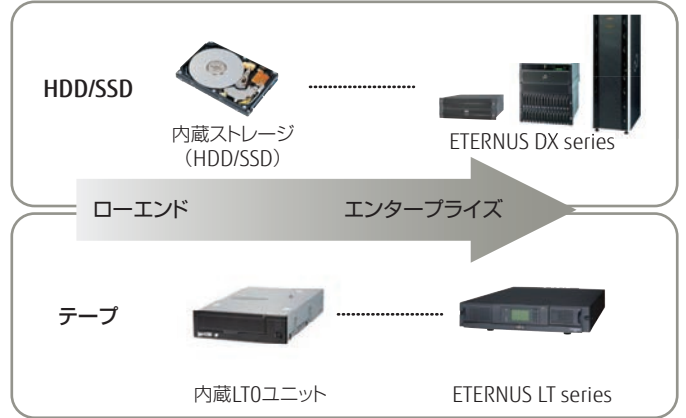 HDD/SSD
内蔵ストレージ
(HDD/SSD)
ETERNUS DX series
ローエンド
エンタープライズ
テープ
内蔵LTOユニット
ETERNUS LT series